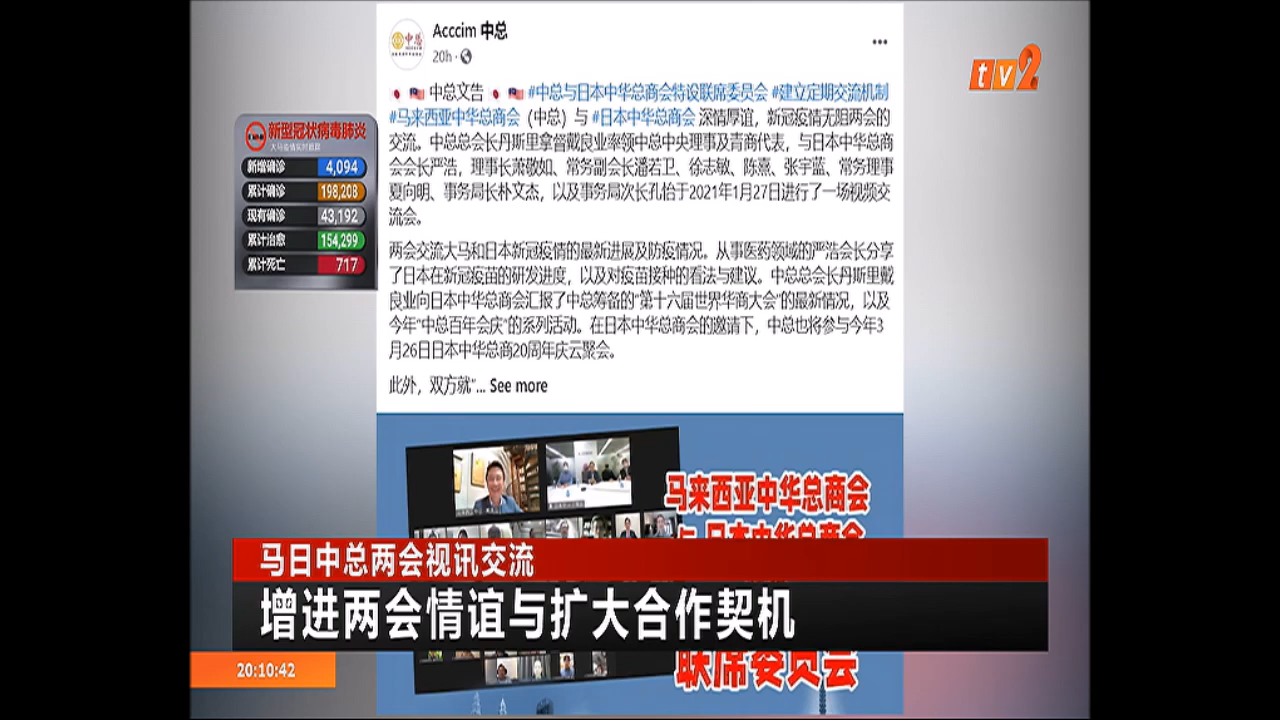 Acccim 中总
20h
tv2
🇯🇵 🇲🇾 中总文告 🇯🇵 🇲🇾 #中总与日本中华总商会特设联席委员会 #建立定期交流机制
#马来西亚中华总商会（中总）与 #日本中华总商会 深情厚谊，新冠疫情无阻两会的
交流。中总总会长丹斯里拿督戴良业率领中总中央理事及青商代表，与日本中华总商
会会长严浩，理事长萧敬如、常务副会长潘若卫、徐志敏、陈熹、张宇蓝、常务理事
夏向明、事务局长朴文杰，以及事务局次长孔怡于2021年1月27日进行了一场视频交
流会。
两会交流大马和日本新冠疫情的最新进展及防疫情况。从事医药领域的严浩会长分享
了日本在新冠疫苗的研发进度，以及对疫苗接种的看法与建议。中总总会长丹斯里戴
良业向日本中华总商会汇报了中总筹备的“第十六届世界华商大会”的最新情况，以及
今年“中总百年会庆”的系列活动。在日本中华总商会的邀请下，中总也将参与今年3
月26日日本中华总商20周年庆云聚会。
此外，双方就“... See more
新型冠状病毒肺炎
大马疫情实时追踪
新增确诊 4,094
累计确诊 198,208
现有确诊 43,192
累计治愈 154,299
累计死亡 717
马来西亚中华总商会
与 日本中华总商会
马日中总两会视讯交流
增进两会情谊与扩大合作契机
联席委员会
20:10:42